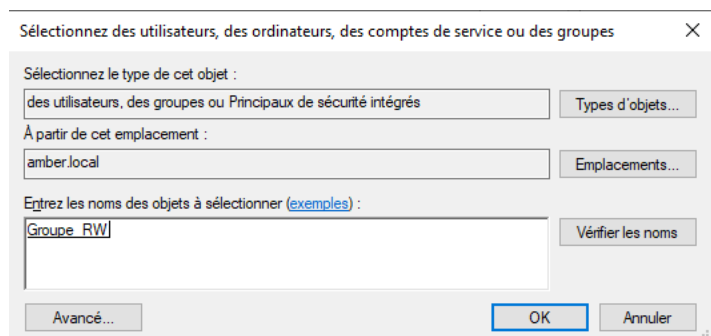 Sélectionnez des utilisateurs, des ordinateurs, des comptes de service ou des groupes
Sélectionnez le type de cet objet :
des utilisateurs, des groupes ou Principaux de sécurité intégrés
Types d'objets...
À partir de cet emplacement :
amber.local
Emplacements...
Entrez les noms des objets à sélectionner (exemples) :
Groupe_RW
Vérifier les noms
Avancé...
OK
Annuler